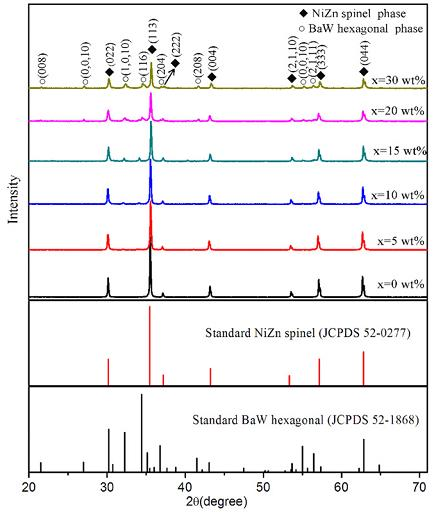 ◆ NiZn spinel phase
○ BaW hexagonal phase
○(008)
○(0,0,10)
◆(022)
○(1,0,10)
○(116)
◆(113)
○(204)
◆(222)
○(208)
◆(004)
◆(2,1,10)
○(0,0,10)
○(2,1,11)
◆(333)
◆(044)
x=30 wt%
x=20 wt%
x=15 wt%
x=10 wt%
x=5 wt%
x=0 wt%
Intensity
Standard NiZn spinel (JCPDS 52-0277)
Standard BaW hexagonal (JCPDS 52-1868)
20 30 40 50 60 70
2θ(degree)